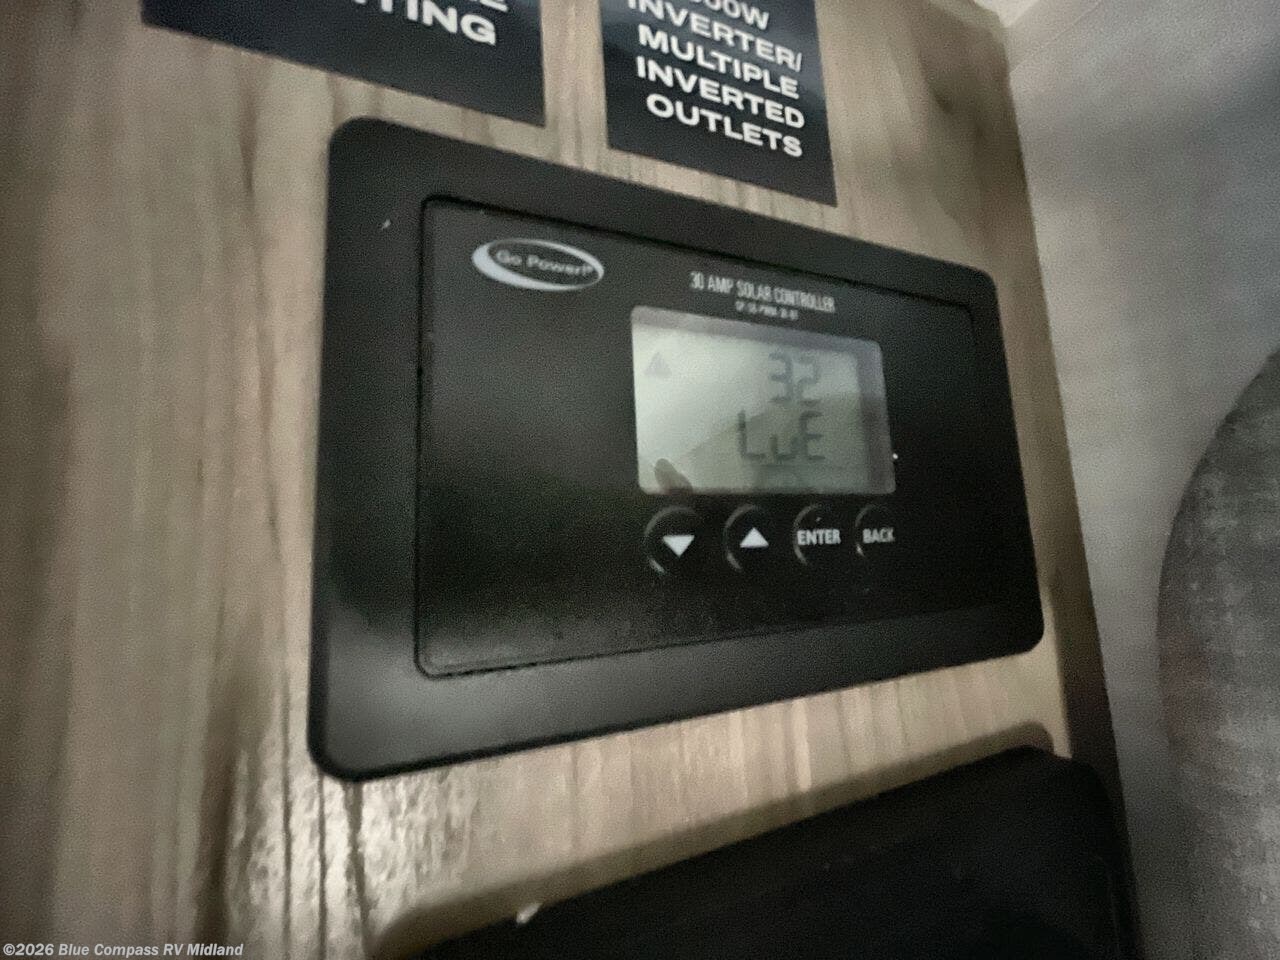 TING
INVERTER/
MULTIPLE
INVERTED
OUTLETS
Go Power!
30 AMP SOLAR CONTROLLER
32
LvE
ENTER
BACK
©2026 Blue Compass RV Midland